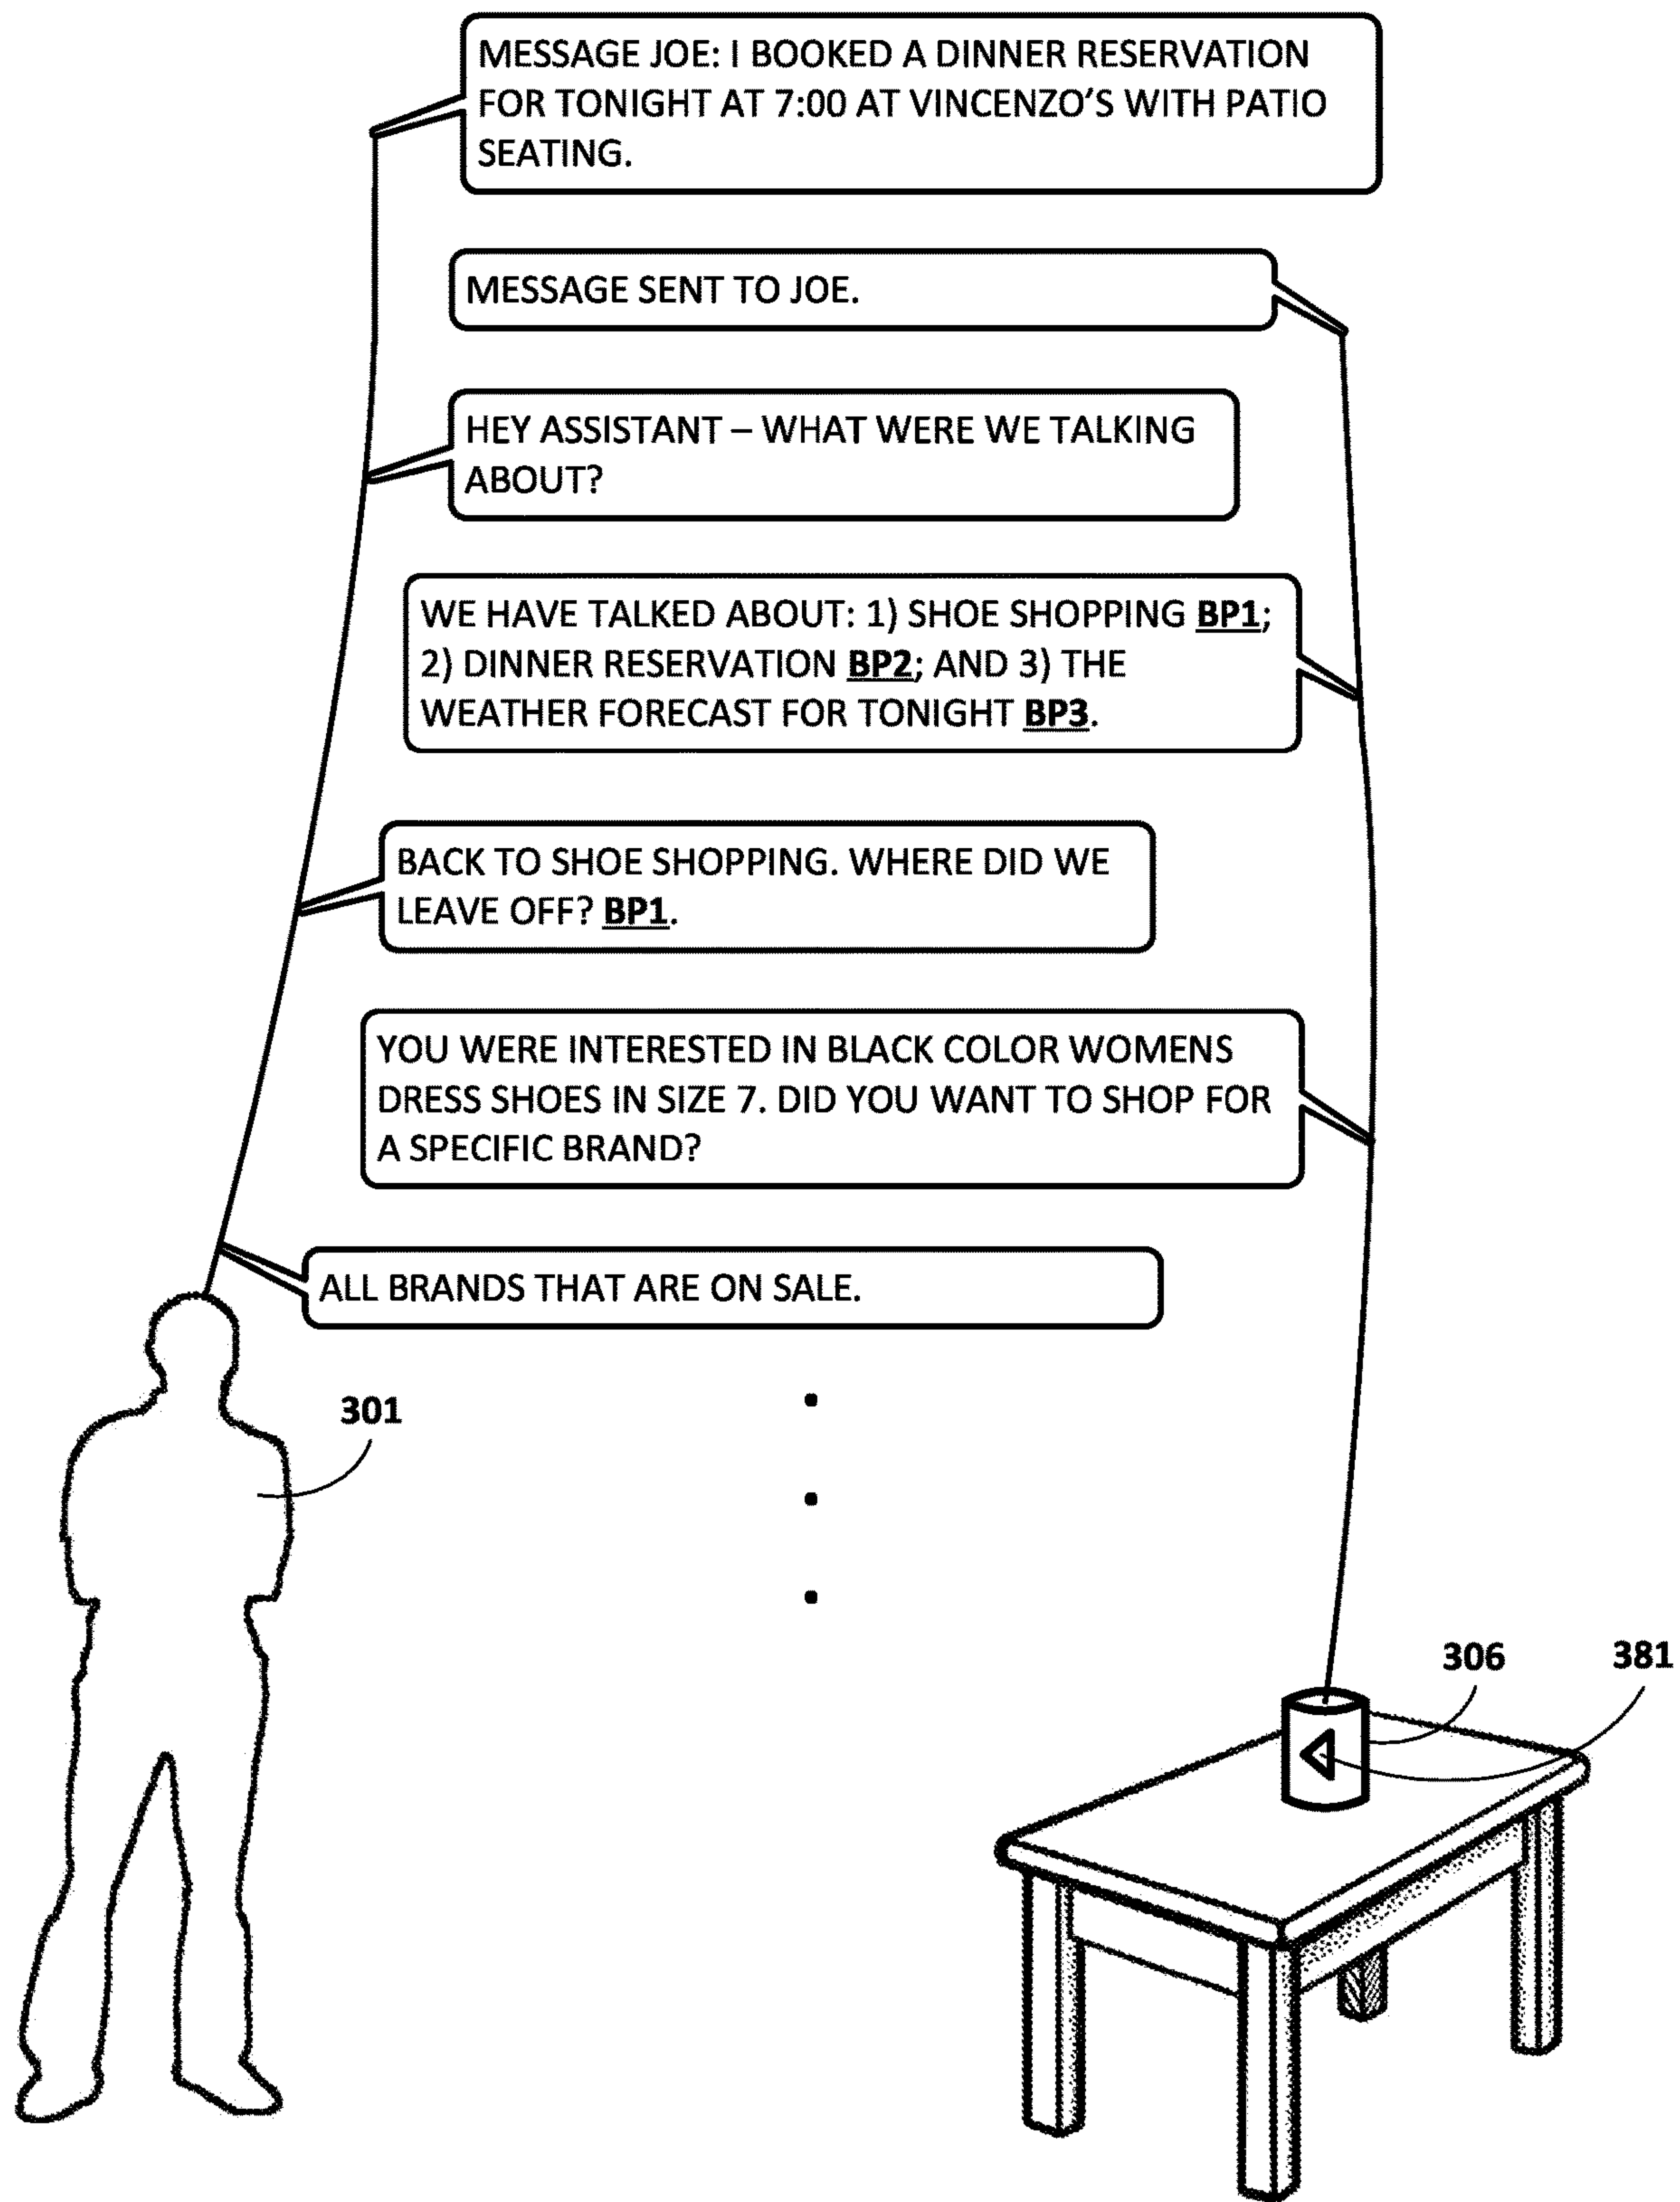 MESSAGE JOE: I BOOKED A DINNER RESERVATION
FOR TONIGHT AT 7:00 AT VINCENZO'S WITH PATIO
SEATING.
MESSAGE SENT TO JOE.
HEY ASSISTANT – WHAT WERE WE TALKING
ABOUT?
WE HAVE TALKED ABOUT: 1) SHOE SHOPPING BP1;
2) DINNER RESERVATION BP2; AND 3) THE
WEATHER FORECAST FOR TONIGHT BP3.
BACK TO SHOE SHOPPING. WHERE DID WE
LEAVE OFF? BP1.
YOU WERE INTERESTED IN BLACK COLOR WOMENS
DRESS SHOES IN SIZE 7. DID YOU WANT TO SHOP FOR
A SPECIFIC BRAND?
ALL BRANDS THAT ARE ON SALE.
301
306
381